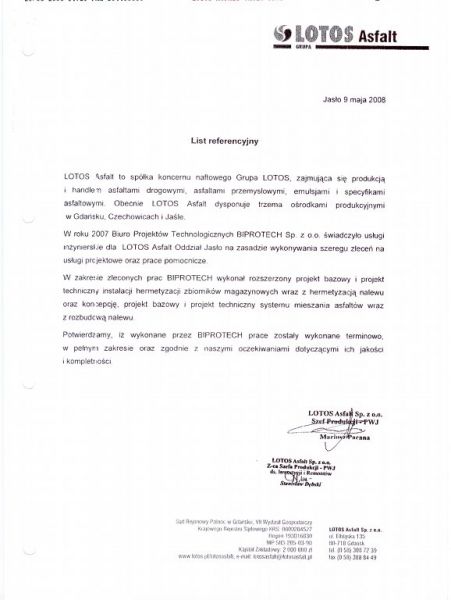 LOTOS Asfalt
GRUPA
Jasło 9 maja 2008
List referencyjny
LOTOS Asfalt to spółka koncernu naftowego Grupa LOTOS, zajmująca się produkcją
i handlem asfaltami drogowymi, asfaltami przemysłowymi, emulsjami i specyfikami
asfaltowymi. Obecnie LOTOS Asfalt dysponuje trzema ośrodkami produkcyjnymi
w Gdańsku, Czechowicach i Jaśle.
W roku 2007 Biuro Projektów Technologicznych BIPROTECH Sp. z o.o. świadczyło usługi
inżynierskie dla LOTOS Asfalt Oddział Jasło na zasadzie wykonywania szeregu zleceń na
usługi projektowe oraz prace pomocnicze.
W zakresie zleconych prac BIPROTECH wykonał rozszerzony projekt bazowy i projekt
techniczny instalacji hermetyzacji zbiorników magazynowych wraz z hermetyzacją nalewu
oraz koncepcję, projekt bazowy i projekt techniczny systemu mieszania asfaltów wraz
z rozbudową nalewu.
Potwierdzamy, iż wykonane przez BIPROTECH prace zostały wykonane terminowo,
w pełnym zakresie oraz zgodnie z naszymi oczekiwaniami dotyczącymi ich jakości
i kompletności.
LOTOS Asfalt Sp. z o.o.
Szef Produkcji - PWJ
Mariusz Parana
LOTOS Asfalt Sp. z o.o.
Z-ca Szefa Produkcji - PWJ
ds. Inwestycji i Remontów
Stanisław Dębski
Sąd Rejonowy Północ w Gdańsku, VII Wydział Gospodarczy
Krajowego Rejestru Sądowego KRS: 0000284527
Regon 193016830
NIP 583-285-03-90
Kapitał Zakładowy: 2 000 000 zł
www.lotos.pl/lotosasfalt, e-mail: lotosasfalt@lotosasfalt.pl
LOTOS Asfalt Sp. z o.o.
ul. Elbląska 135
80-718 Gdańsk
tel. (0 58) 308 72 39
fax (0 58) 308 84 49